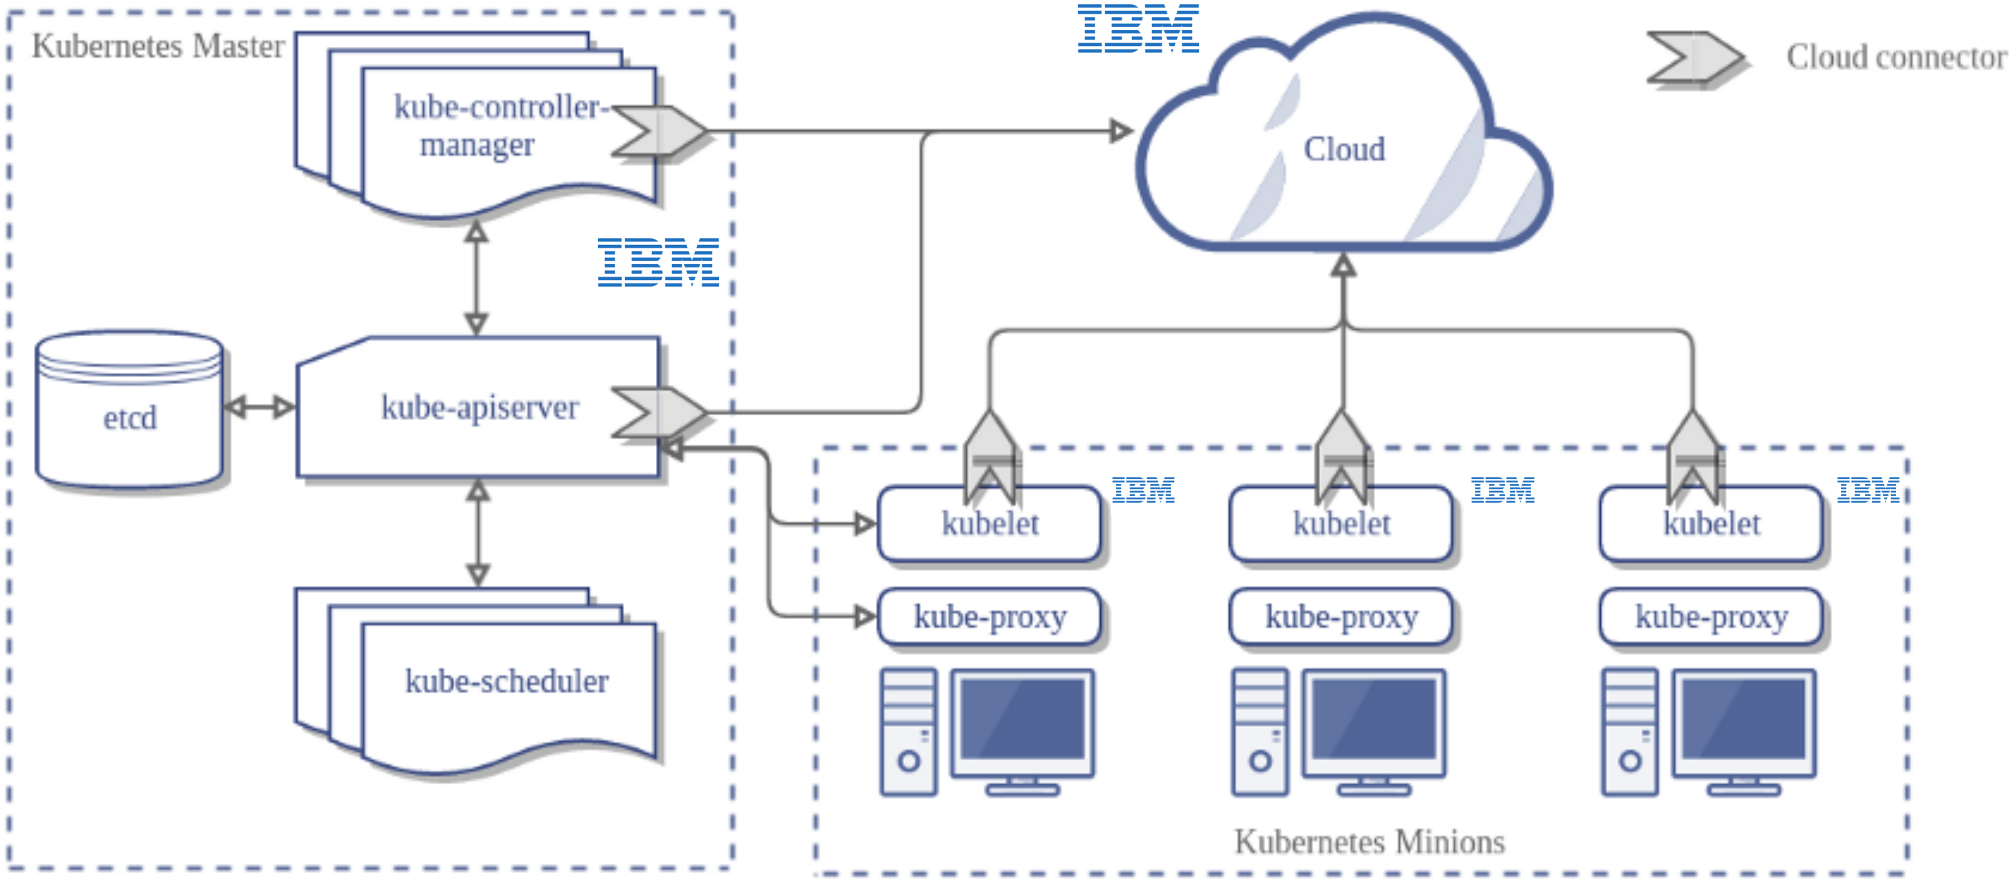 Kubernetes Master
kube-controller-
manager
IBM
etcd
kube-apiserver
kube-scheduler
IBM
Cloud
Cloud connector
kubelet
IBM
kubelet
IBM
kubelet
IBM
kube-proxy
kube-proxy
kube-proxy
Kubernetes Minions